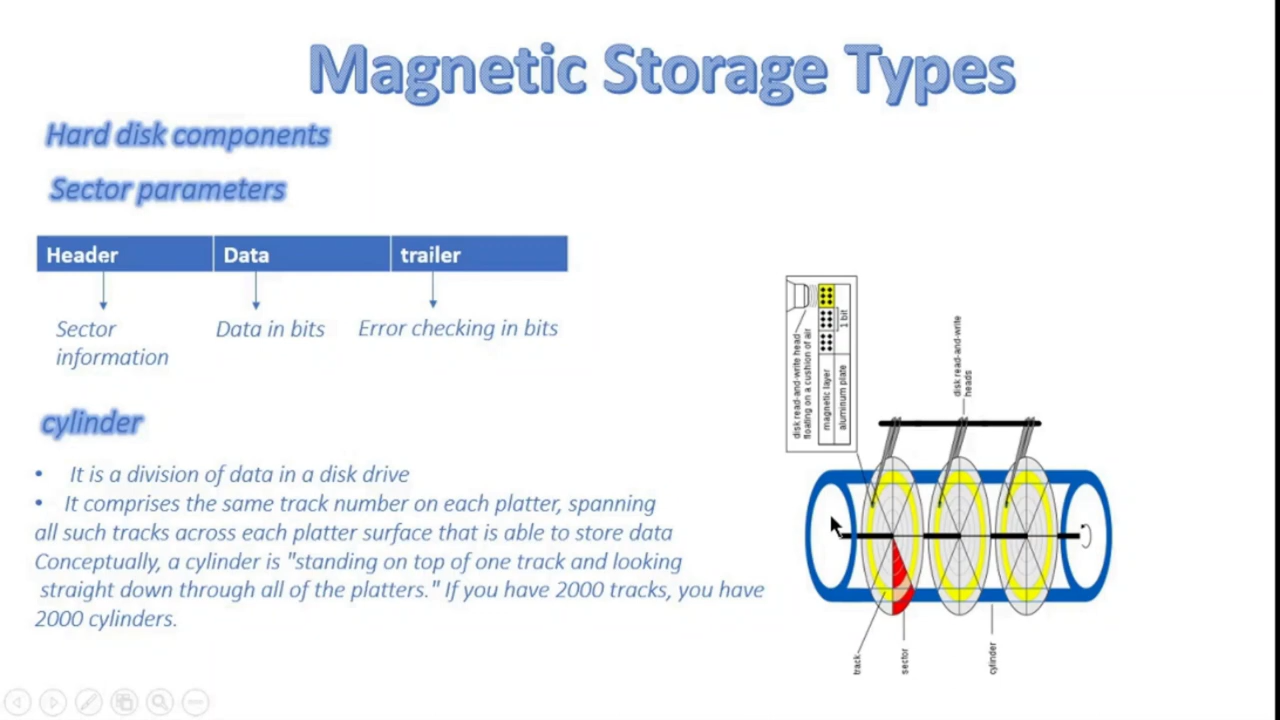 Magnetic Storage Types
Hard disk components
Sector parameters
Header Data trailer
Sector
information
Data in bits
Error checking in bits
cylinder
• It is a division of data in a disk drive
• It comprises the same track number on each platter, spanning
all such tracks across each platter surface that is able to store data
Conceptually, a cylinder is "standing on top of one track and looking
straight down through all of the platters." If you have 2000 tracks, you have
2000 cylinders.
disk read-and-write head
floating on a cushion of air
magnetic layer
aluminum plate
1 bit
disk read-and-write
heads
track
sector
cylinder